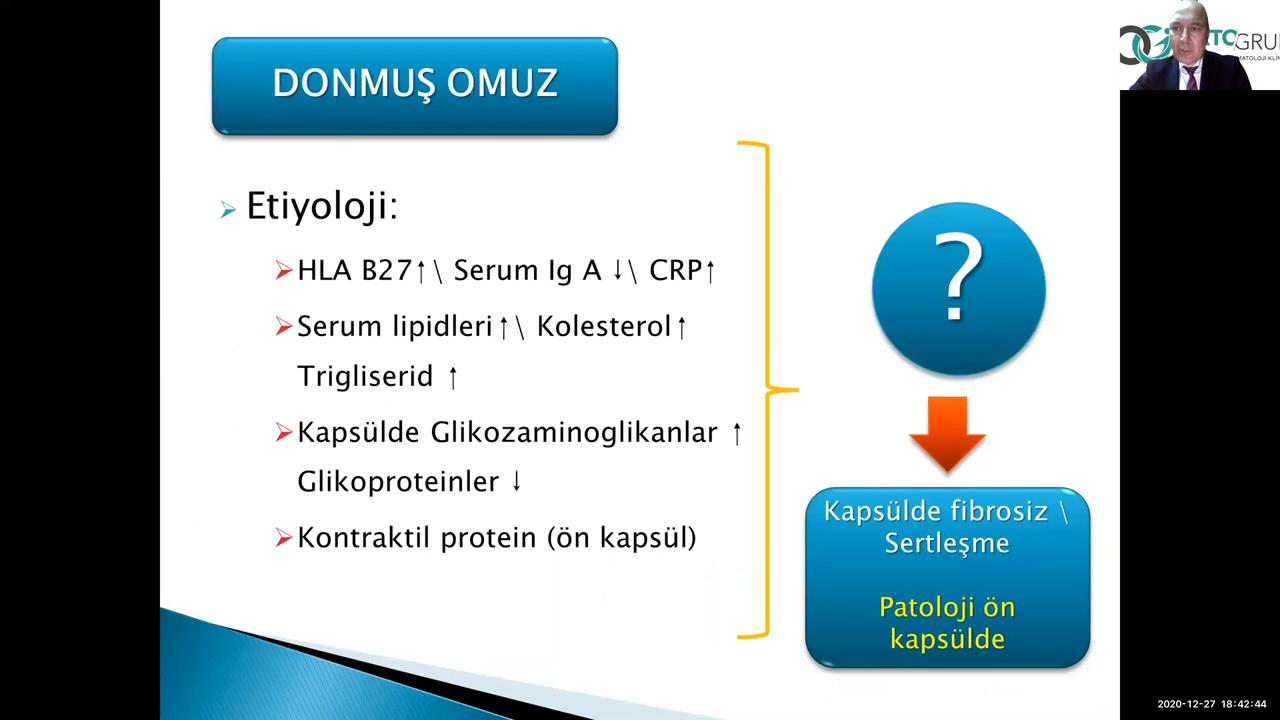 DONMUŞ OMUZ
Etiyoloji:
HLA B27↑\ Serum Ig A ↓\ CRP↑
Serum lipidleri↑\ Kolesterol↑
Trigliserid ↑
Kapsülde Glikozaminoglikanlar ↑
Glikoproteinler ↓
Kontraktil protein (ön kapsül)
?
Kapsülde fibrosiz \
Sertleşme
Patoloji ön
kapsülde
GRU
2020-12-27 18:42:44